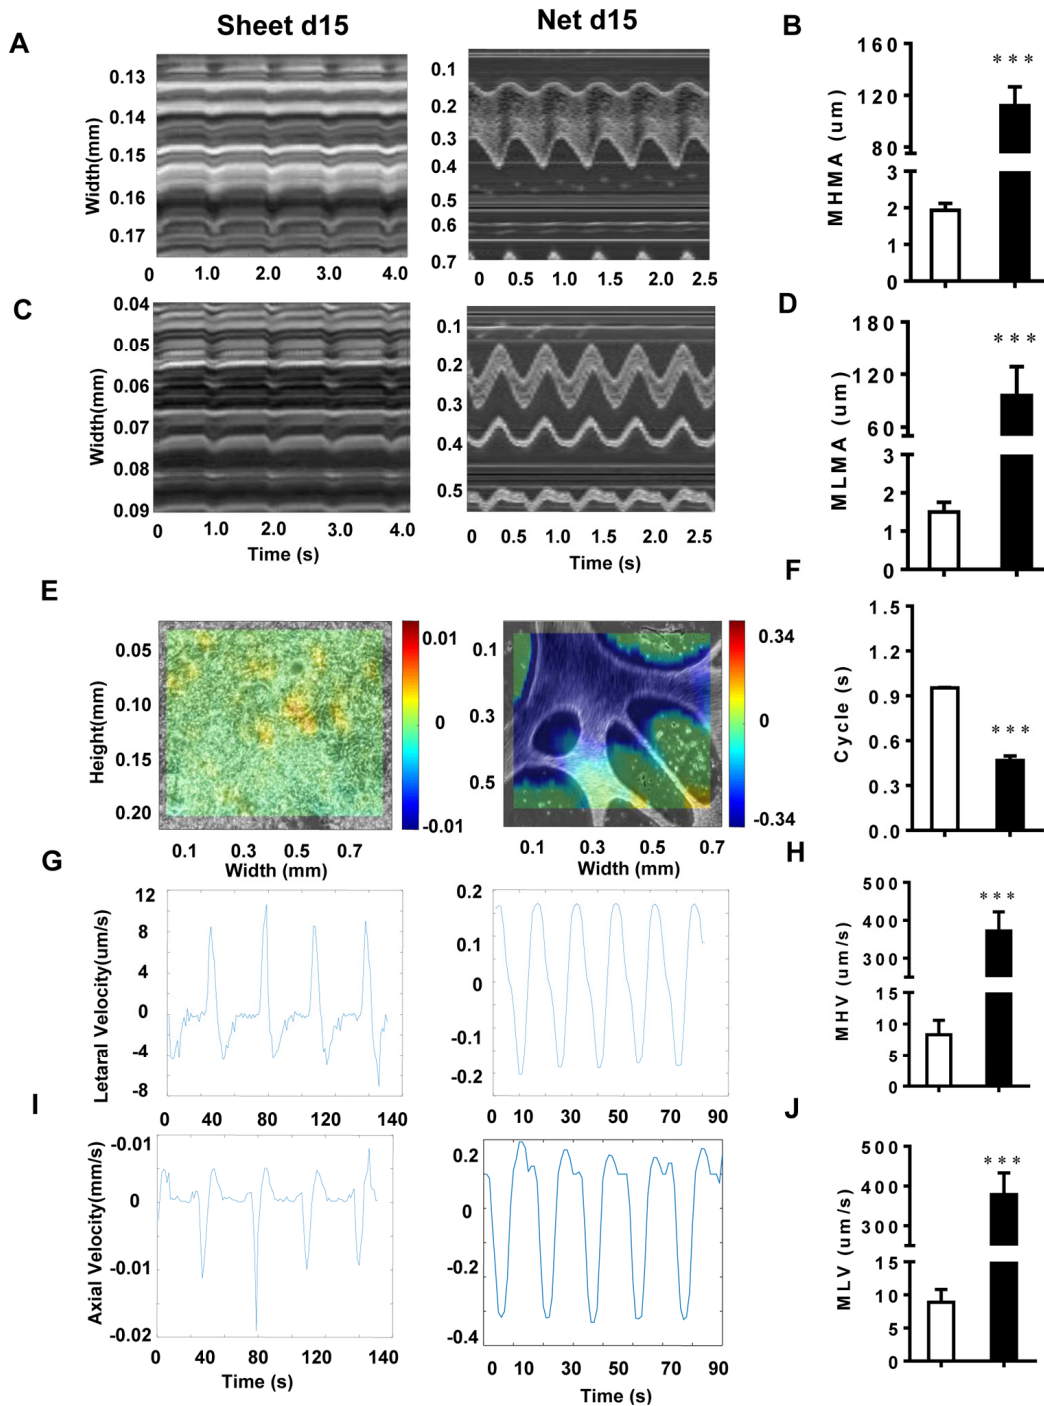 Sheet d15
Net d15
A
Width(mm)
0.13
0.14
0.15
0.16
0.17
0 1.0 2.0 3.0 4.0
0.1
0.2
0.3
0.4
0.5
0.6
0.7
0 0.5 1.0 1.5 2.0 2.5
B
MHMA (um)
160
120
80
3
2
1
0
***
C
Width(mm)
0.04
0.05
0.06
0.07
0.08
0.09
0 1.0 2.0 3.0 4.0
Time (s)
0.1
0.2
0.3
0.4
0.5
0 0.5 1.0 1.5 2.0 2.5
Time (s)
D
MLMA (um)
180
120
60
3
2
1
0
***
E
Height(mm)
0.05
0.10
0.15
0.20
0.1 0.3 0.5 0.7
0.01
0
-0.01
0.1
0.3
0.5
0.1 0.3 0.5 0.7
0.34
0
-0.34
Width (mm)
Width (mm)
F
Cycle (s)
1.5
1.2
0.9
0.6
0.3
0.0
***
G
Letaral Velocity(um/s)
12
8
4
0
-4
-8
0 40 80 120 140
0.2
0.1
0
-0.1
-0.2
0 10 30 50 70 90
H
MHV (um/s)
500
400
300
15
10
5
0
***
I
Axial Velocity(mm/s)
-0.01
0
-0.01
-0.02
0 40 80 120 140
Time (s)
0.2
0
-0.2
-0.4
0 10 30 50 70 90
Time (s)
J
MLV (um/s)
500
400
300
15
10
5
0
***